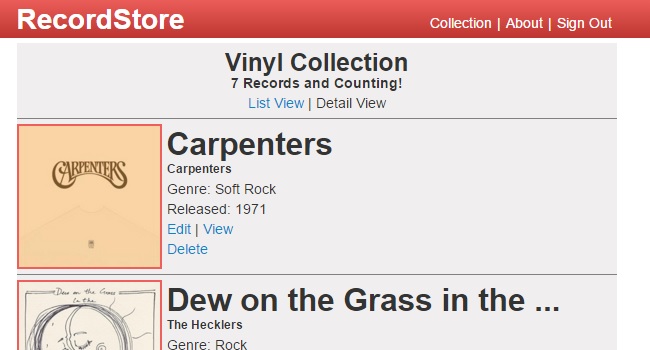 RecordStore
Collection | About | Sign Out
Vinyl Collection
7 Records and Counting!
List View | Detail View
CARPENTERS
Carpenters
Carpenters
Genre: Soft Rock
Released: 1971
Edit | View
Delete
Dew on the Grass
in the
Dew on the Grass in the ...
The Hecklers
Genre: Rock